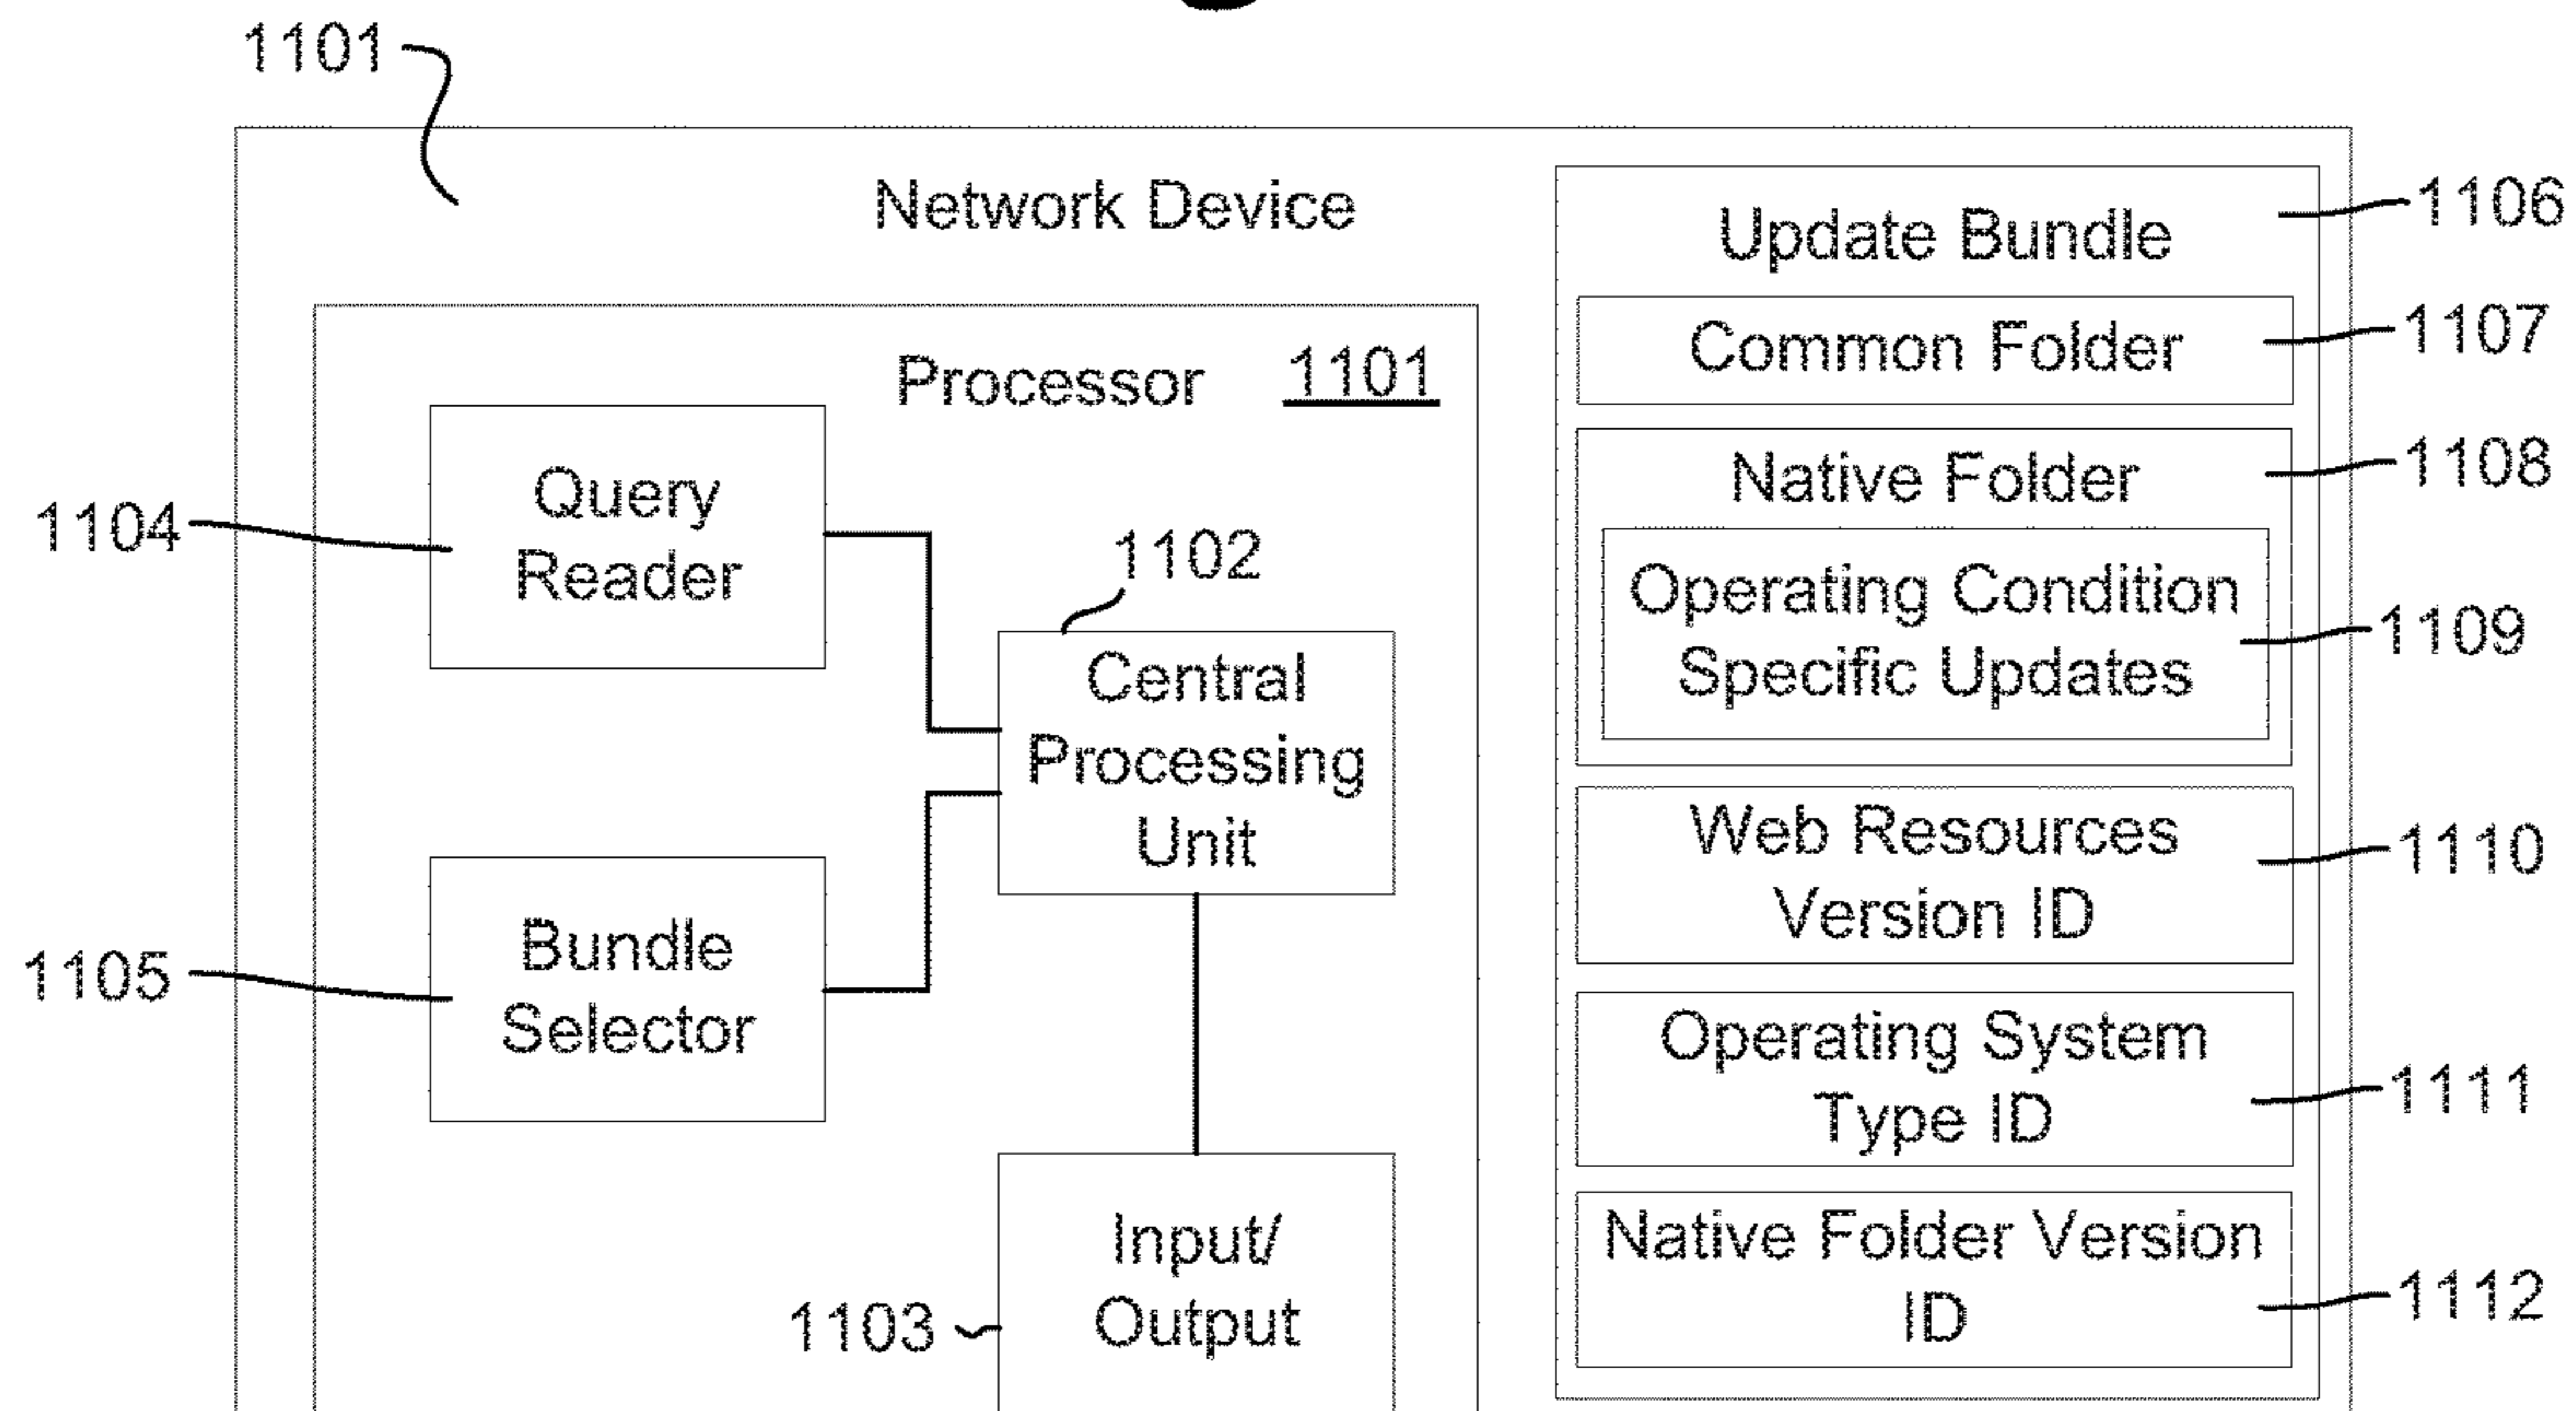 1101
Network Device
Processor 1101
Query
Reader
1104
1102
Central
Processing
Unit
Bundle
Selector
1105
Input/
Output
1103
Update Bundle
1106
Common Folder
1107
Native Folder
1108
Operating Condition
Specific Updates
1109
Web Resources
Version ID
1110
Operating System
Type ID
1111
Native Folder Version
ID
1112